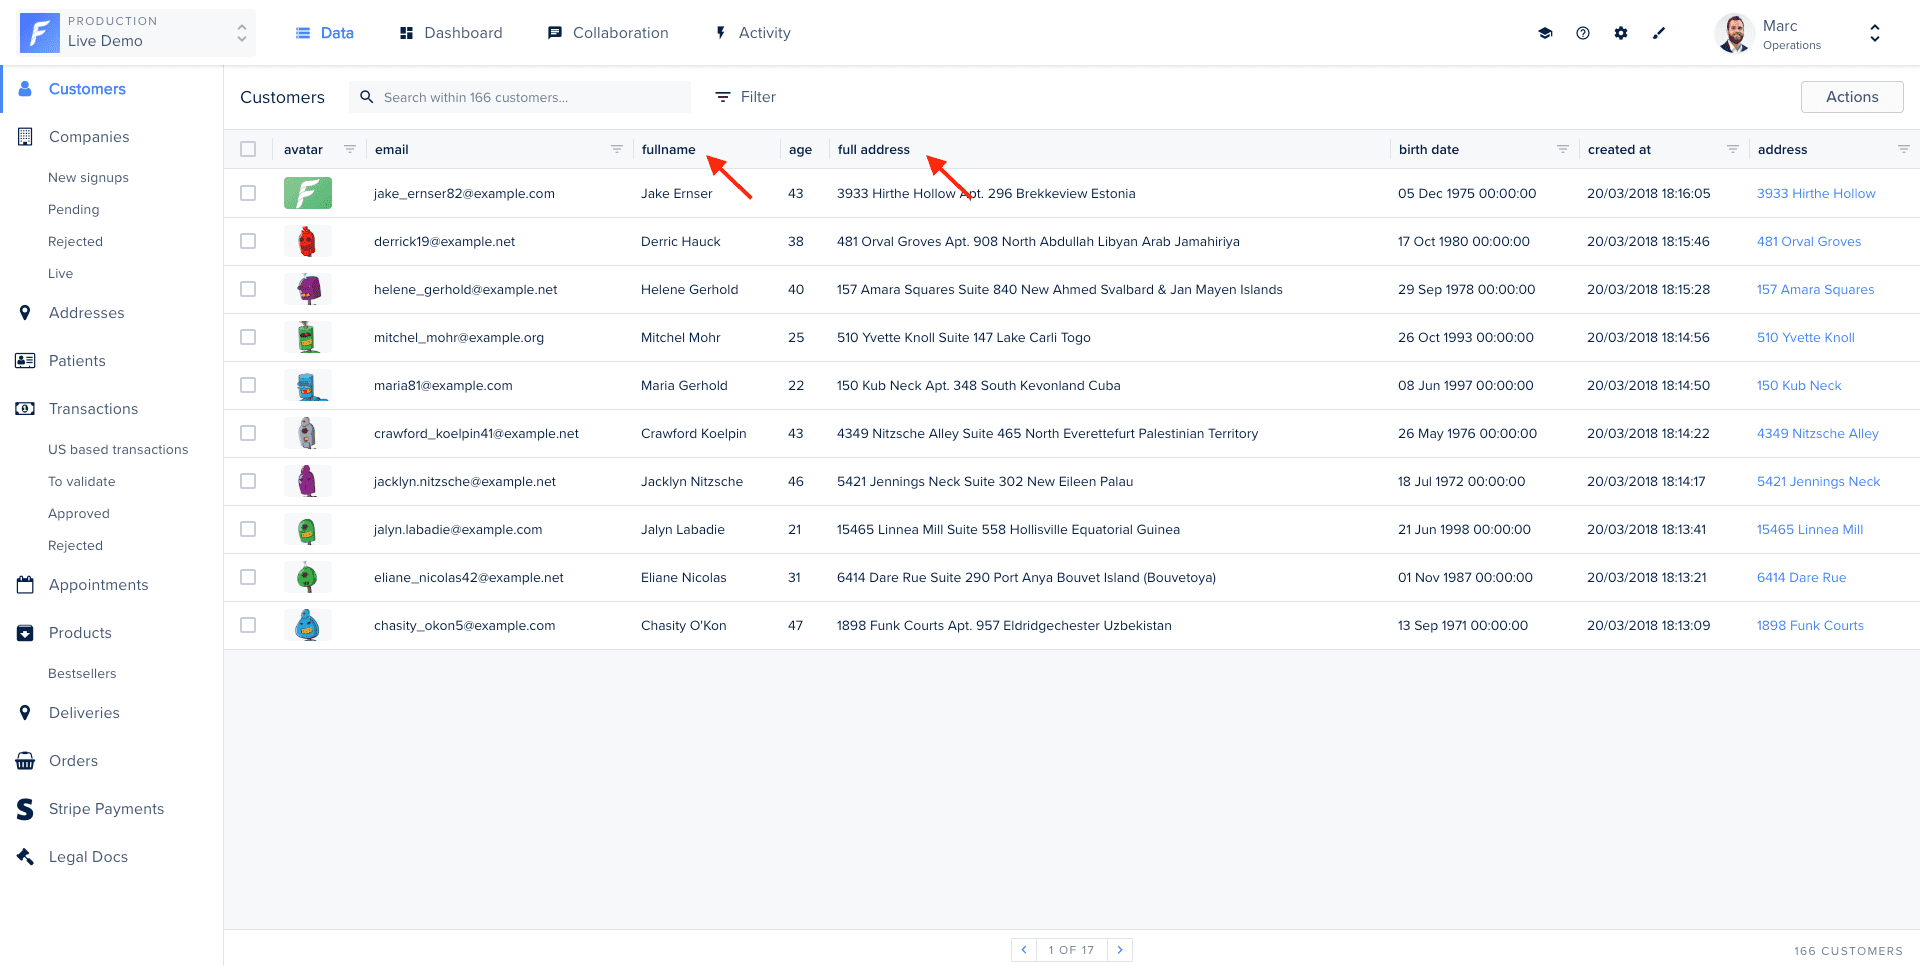 PRODUCTION
Live Demo
Data Dashboard Collaboration Activity
Marc
Operations
Customers
Companies
New signups
Pending
Rejected
Live
Addresses
Patients
Transactions
US based transactions
To validate
Approved
Rejected
Appointments
Products
Bestsellers
Deliveries
Orders
Stripe Payments
Legal Docs
Customers Search within 166 customers... Filter Actions
avatar email fullname age full address birth date created at address
jake_ernser82@example.com Jake Ernser 43 3933 Hirthe Hollow Apt. 296 Brekkeview Estonia 05 Dec 1975 00:00:00 20/03/2018 18:16:05 3933 Hirthe Hollow
derrick19@example.net Derric Hauck 38 481 Orval Groves Apt. 908 North Abdullah Libyan Arab Jamahiriya 17 Oct 1980 00:00:00 20/03/2018 18:15:46 481 Orval Groves
helene_gerhold@example.net Helene Gerhold 40 157 Amara Squares Suite 840 New Ahmed Svalbard & Jan Mayen Islands 29 Sep 1978 00:00:00 20/03/2018 18:15:28 157 Amara Squares
mitchel_mohr@example.org Mitchel Mohr 25 510 Yvette Knoll Suite 147 Lake Carli Togo 26 Oct 1993 00:00:00 20/03/2018 18:14:56 510 Yvette Knoll
maria81@example.com Maria Gerhold 22 150 Kub Neck Apt. 348 South Kevonland Cuba 08 Jun 1997 00:00:00 20/03/2018 18:14:50 150 Kub Neck
crawford_koelpin41@example.net Crawford Koelpin 43 4349 Nitzsche Alley Suite 465 North Everettefurt Palestinian Territory 26 May 1976 00:00:00 20/03/2018 18:14:22 4349 Nitzsche Alley
jacklyn.nitzsche@example.net Jacklyn Nitzsche 46 5421 Jennings Neck Suite 302 New Eileen Palau 18 Jul 1972 00:00:00 20/03/2018 18:14:17 5421 Jennings Neck
jalyn.labadie@example.com Jalyn Labadie 21 15465 Linnea Mill Suite 558 Hollisville Equatorial Guinea 21 Jun 1998 00:00:00 20/03/2018 18:13:41 15465 Linnea Mill
eliane_nicolas42@example.net Eliane Nicolas 31 6414 Dare Rue Suite 290 Port Anya Bouvet Island (Bouvetoya) 01 Nov 1987 00:00:00 20/03/2018 18:13:21 6414 Dare Rue
chasity_okon5@example.com Chasity O'Kon 47 1898 Funk Courts Apt. 957 Eldridgechester Uzbekistan 13 Sep 1971 00:00:00 20/03/2018 18:13:09 1898 Funk Courts
1 OF 17
166 CUSTOMERS